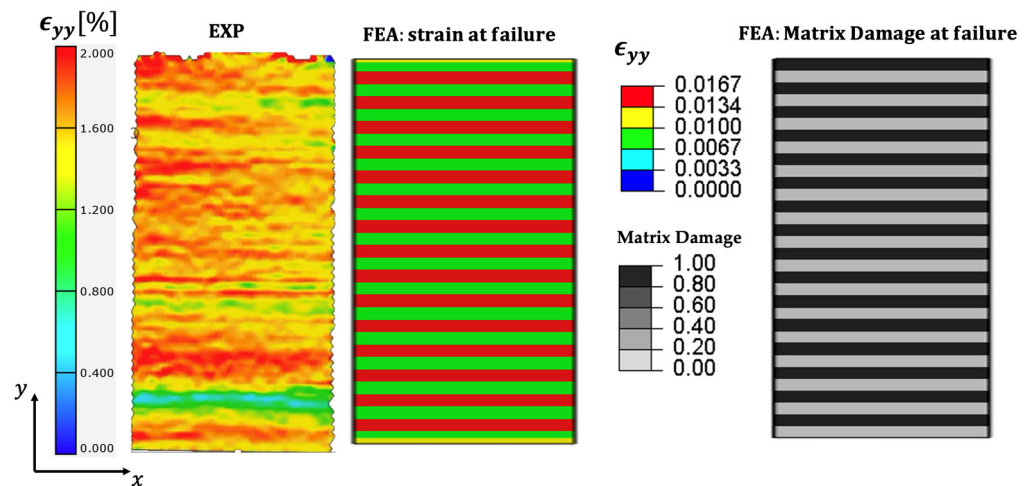 ϵyy [%]
EXP
FEA: strain at failure
FEA: Matrix Damage at failure
2.000
1.600
1.200
0.800
0.400
0.000
ϵyy
0.0167
0.0134
0.0100
0.0067
0.0033
0.0000
Matrix Damage
1.00
0.80
0.60
0.40
0.20
0.00
y
x